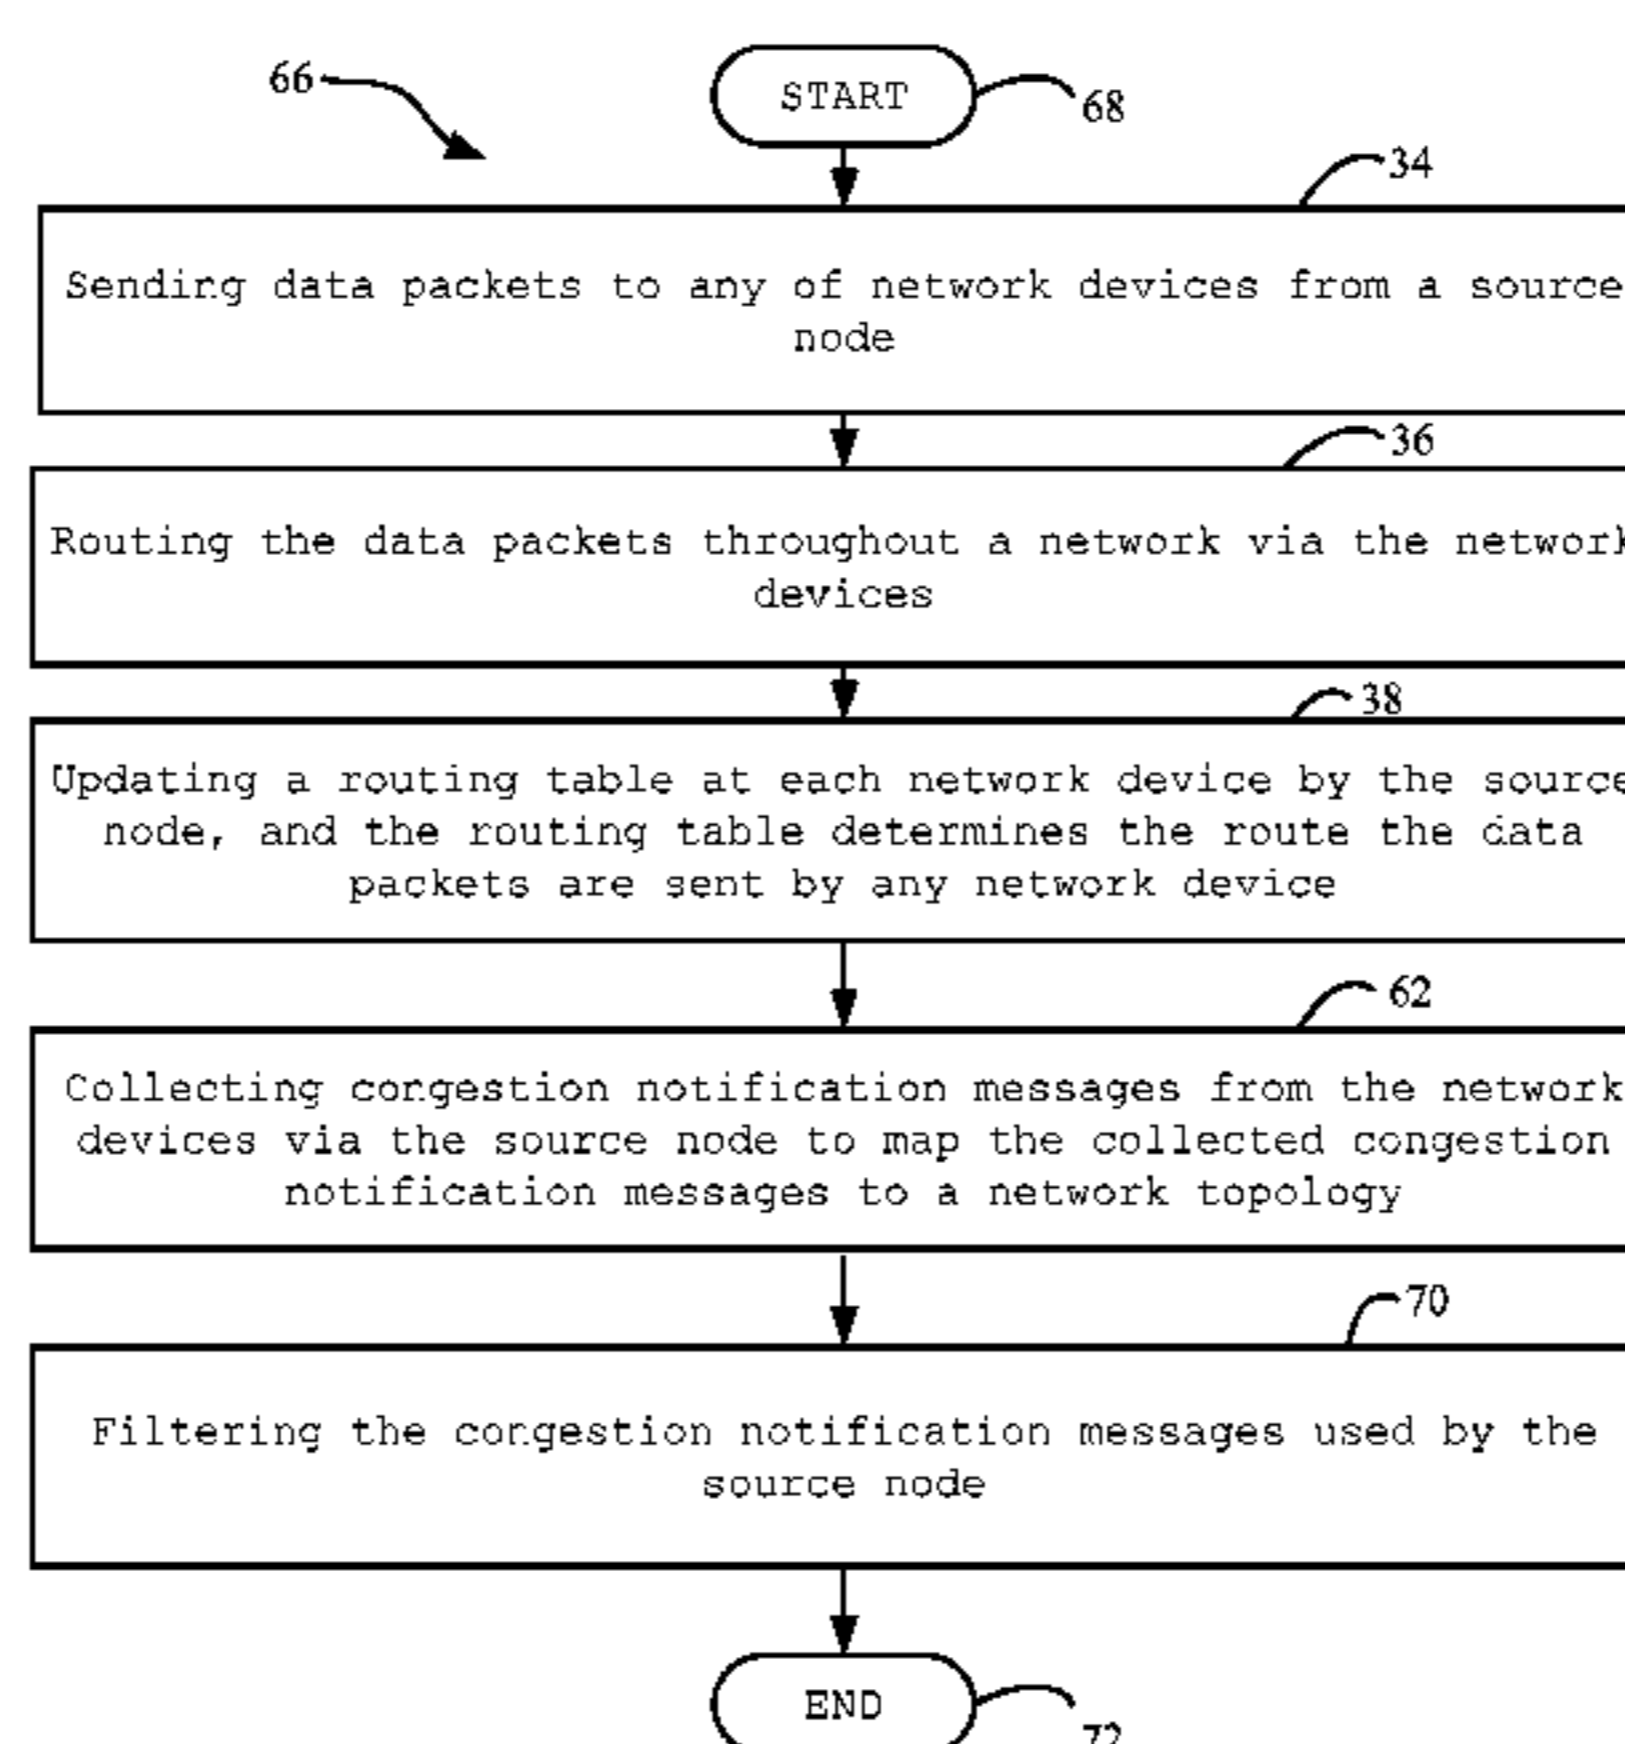 66
START
68
34
Sending data packets to any of network devices from a source
node
36
Routing the data packets throughout a network via the network
devices
38
Updating a routing table at each network device by the source
node, and the routing table determines the route the data
packets are sent by any network device
62
Collecting congestion notification messages from the network
devices via the source node to map the collected congestion
notification messages to a network topology
70
Filtering the congestion notification messages used by the
source node
END
72